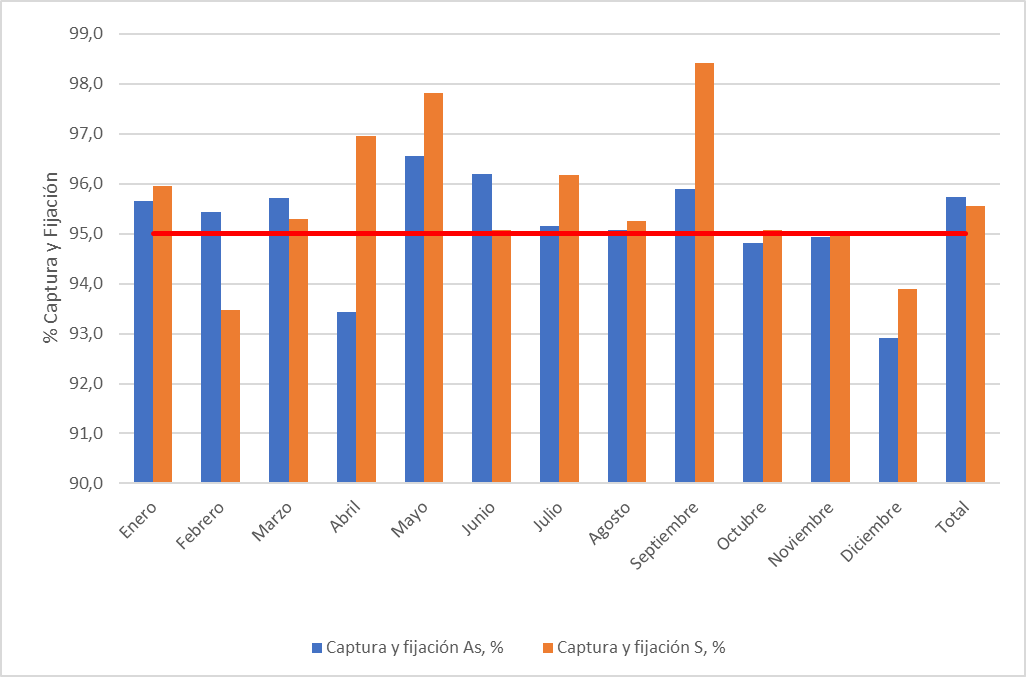 99,0
98,0
97,0
96,0
95,0
94,0
93,0
92,0
91,0
90,0
% Captura y Fijación
Enero
Febrero
Marzo
Abril
Mayo
Junio
Julio
Agosto
Septiembre
Octubre
Noviembre
Diciembre
Total
Captura y fijación As, %
Captura y fijación S, %